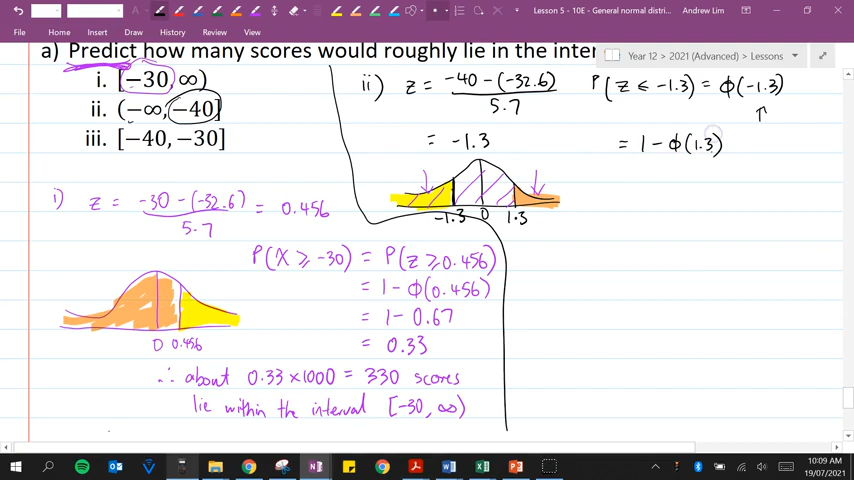 Lesson 5 - 10E - General normal distri...
Andrew Lim
File Home Insert Draw History Review View
Year 12 > 2021 (Advanced) > Lessons
a) Predict how many scores would roughly lie in the inter
i. [−30, ∞)
ii. (−∞, −40]
iii. [−40, −30]
i) z = -30 - (-32.6) / 5.7 = 0.456
P(X ≥ -30) = P(Z ≥ 0.456)
= 1 - ϕ(0.456)
= 1 - 0.67
= 0.33
0 0.456
∴ about 0.33 × 1000 = 330 scores
lie within the interval [-30, ∞)
ii) z = -40 - (-32.6) / 5.7
= -1.3
-1.3 0 1.3
P(Z ≤ -1.3) = ϕ(-1.3)
↑
= 1 - ϕ(1.3)
10:09 AM
19/07/2021